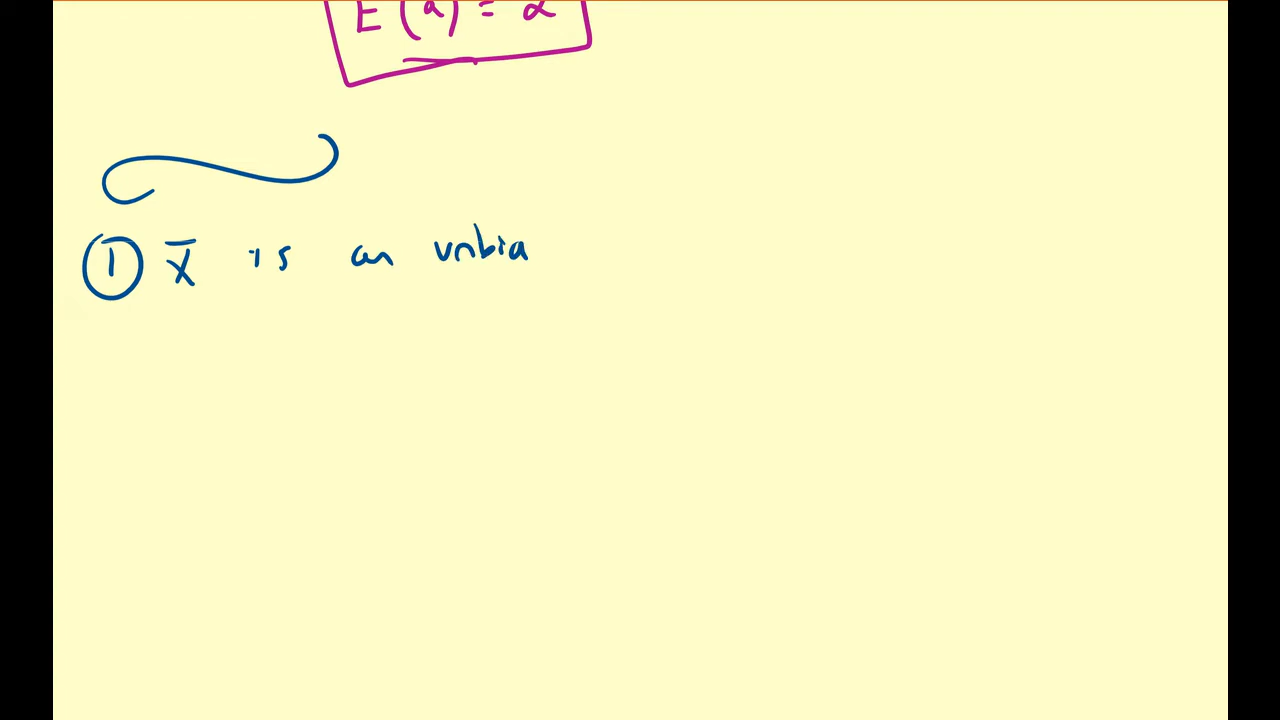 E(a) = α
① X̄ is an unbia